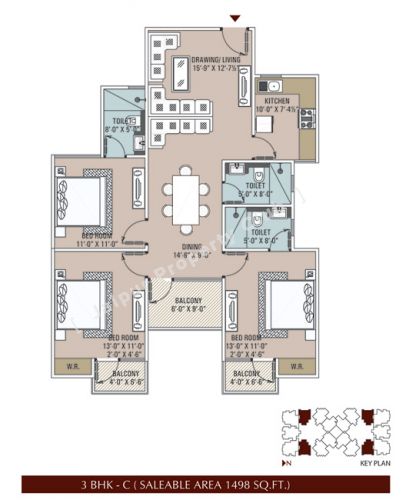 DRAWING/ LIVING
15'-9" X 12'-7½"
KITCHEN
10'-0" X 7'-4½"
TOILET
8'-0" X 5'-0"
TOILET
5'-0" X 8'-0"
TOILET
5'-0" X 8'-0"
BED ROOM
11'-0" X 11'-0"
DINING
14'-6" X 9'-0"
BALCONY
6'-0" X 9'-0"
BED ROOM
13'-0" X 11'-0"
2'-0" X 4'-6"
BED ROOM
13'-0" X 11'-0"
2'-0" X 4'-6"
W.R.
W.R.
BALCONY
4'-0" X 6'-6"
BALCONY
4'-0" X 6'-6"
N
KEY PLAN
3 BHK - C ( SALEABLE AREA 1498 SQ.FT.)